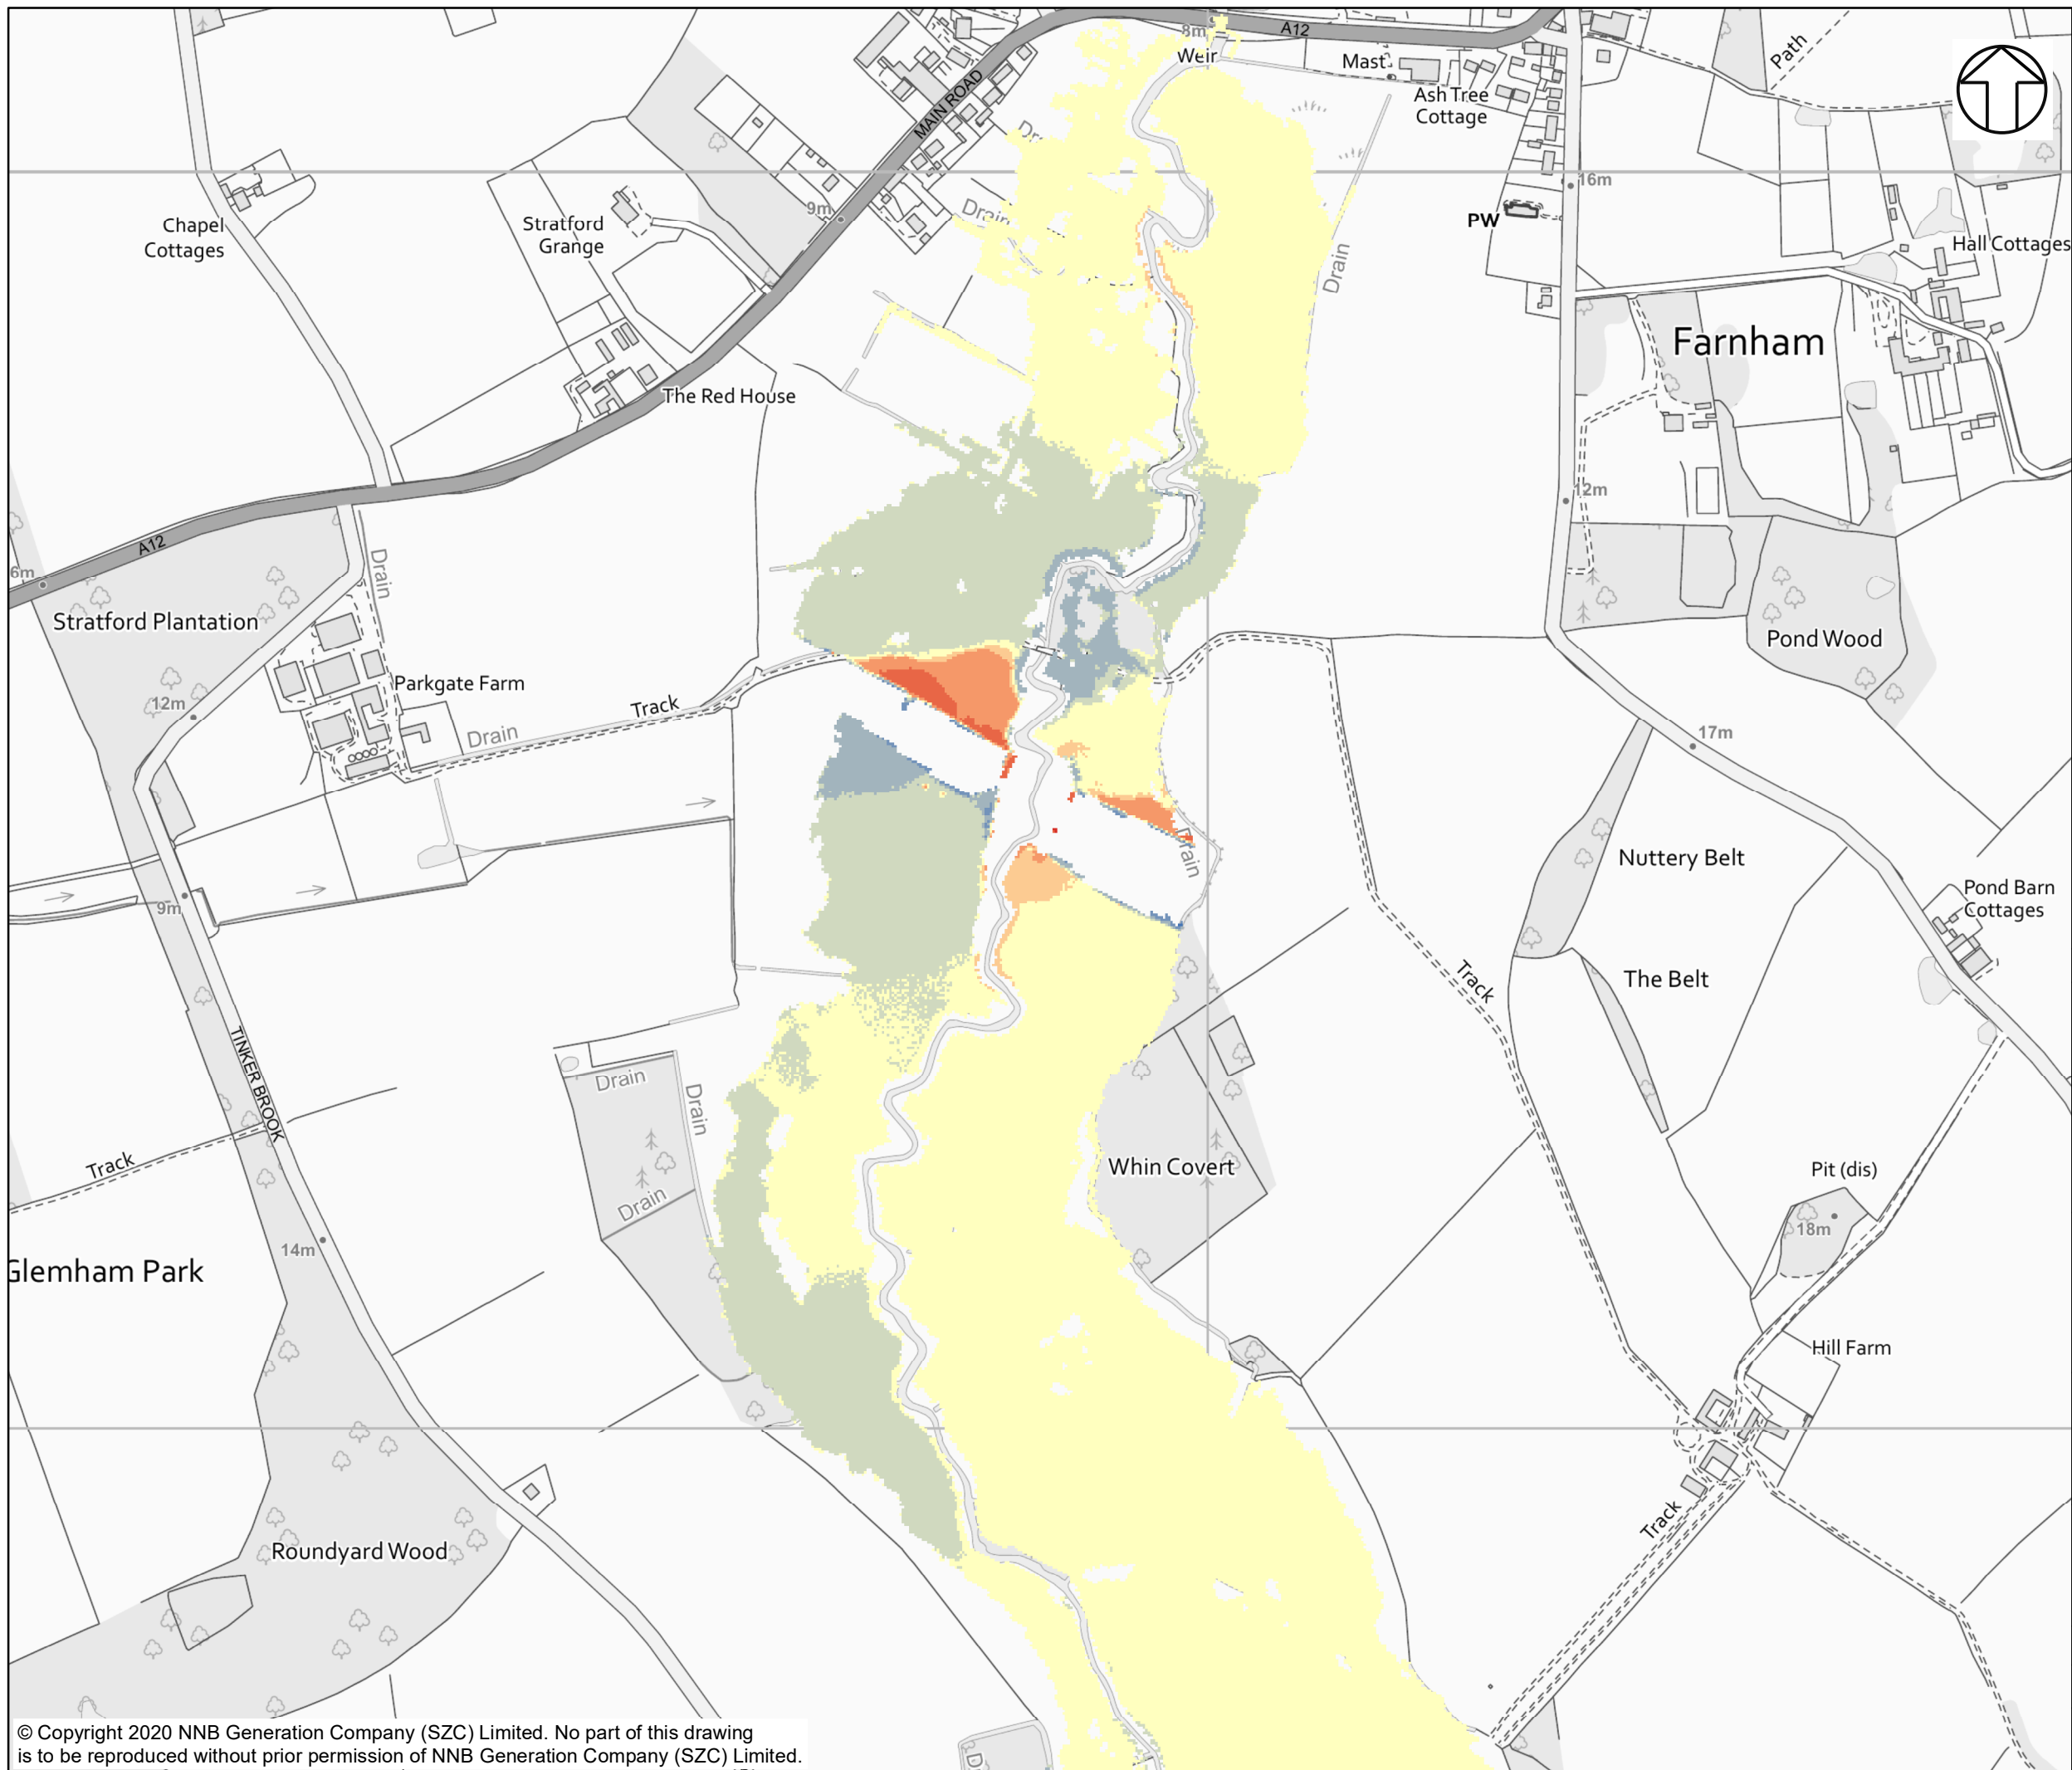 A12
8m
Weir
Mast
Path
Ash Tree
Cottage
MAIN ROAD
Drain
16m
9m
PW
Chapel
Cottages
Stratford
Grange
Drain
Hall Cottages
Farnham
The Red House
12m
A12
Drain
6m
Stratford Plantation
Pond Wood
Parkgate Farm
12m
Track
Drain
17m
Drain
Nuttery Belt
Pond Barn
Cottages
9m
Track
The Belt
TINKER BROOK
Drain
Drain
Track
Whin Covert
Pit (dis)
Drain
18m
14m
Glemham Park
Hill Farm
Track
Roundyard Wood
© Copyright 2020 NNB Generation Company (SZC) Limited. No part of this drawing
is to be reproduced without prior permission of NNB Generation Company (SZC) Limited.